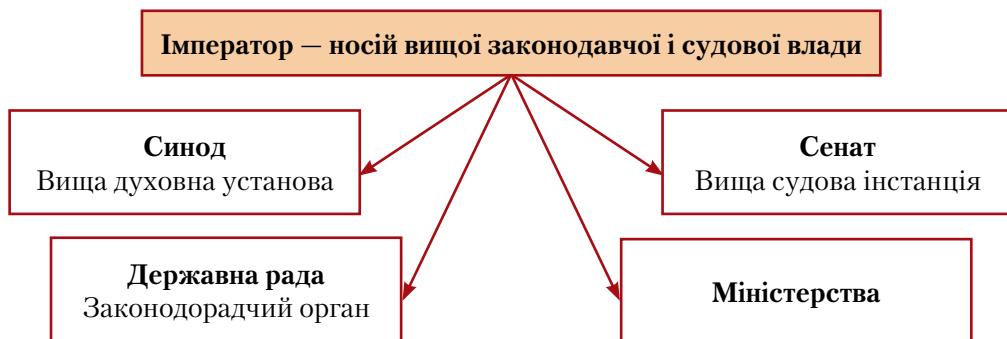 Імператор — носій вищої законодавчої і судової влади
Синод
Вища духовна установа
Сенат
Вища судова інстанція
Державна рада
Законодорадчий орган
Міністерства